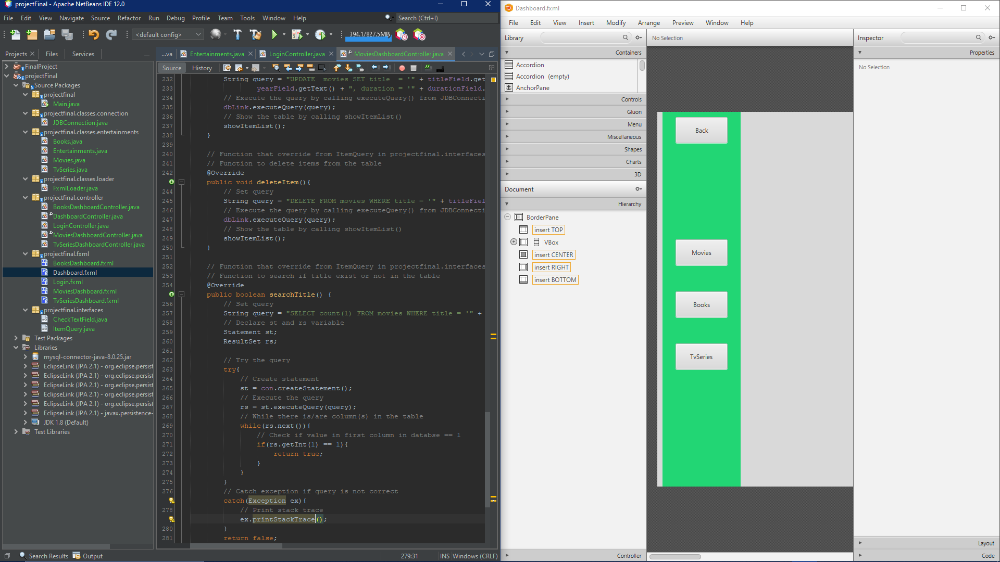 projectFinal - Apache NetBeans IDE 12.0
File Edit View Navigate Source Refactor Run Debug Profile Team Tools Window Help
Search (Ctrl+I)
<default config>
394.1/827.5MB
Projects Files Services
FinalProject
projectFinal
Source Packages
projectfinal
Main.java
projectfinal.classes.connection
JDBConnection.java
projectfinal.classes.entertainments
Books.java
Entertainments.java
Movies.java
TvSeries.java
projectfinal.classes.loader
FxmlLoader.java
projectfinal.controller
BooksDashboardController.java
DashboardController.java
LoginController.java
MoviesDashboardController.java
TvSeriesDashboardController.java
projectfinal.fxml
BooksDashboard.fxml
Dashboard.fxml
Login.fxml
MoviesDashboard.fxml
TvSeriesDashboard.fxml
projectfinal.interfaces
CheckTextField.java
ItemQuery.java
Test Packages
Libraries
mysql-connector-java-8.0.25.jar
EclipseLink (JPA 2.1) - org.eclipse.persist
EclipseLink (JPA 2.1) - org.eclipse.persist
EclipseLink (JPA 2.1) - org.eclipse.persist
EclipseLink (JPA 2.1) - org.eclipse.persist
EclipseLink (JPA 2.1) - org.eclipse.persist
EclipseLink (JPA 2.1) - javax.persistence-
JDK 1.8 (Default)
Test Libraries
...va Entertainments.java LoginController.java MoviesDashboardController.java
Source History
232 String query = "UPDATE  movies SET title  = '" + titleField.get
233 yearField.getText() + ", duration = '" + durationField.
234 // Execute the query by calling executeQuery() from JDBConnecti
235 dbLink.executeQuery(query);
236 // Show the table by calling showItemList()
237 showItemList();
238 }
239
240 // Function that override from ItemQuery in projectfinal.interfaces
241 // Function to delete items from the table
242 @Override
public void deleteItem(){
244 // Set query
245 String query = "DELETE FROM movies WHERE title = '" + titleFiel
246 // Execute the query by calling executeQuery() from JDBConnecti
247 dbLink.executeQuery(query);
248 // Show the table by calling showItemList()
249 showItemList();
250 }
251
252 // Function that override from ItemQuery in projectfinal.interfaces
253 // Function to search if title exist or not in the table
254 @Override
public boolean searchTitle() {
256 // Set query
257 String query = "SELECT count(1) FROM movies WHERE title = '" +
258 // Declare st and rs variable
259 Statement st;
260 ResultSet rs;
261
262 // Try the query
263 try{
264 // Create statement
265 st = con.createStatement();
266 // Execute the query
267 rs = st.executeQuery(query);
268 // While there is/are column(s) in the table
269 while(rs.next()){
270 // Check if value in first column in databse == 1
271 if(rs.getInt(1) == 1){
272 return true;
273 }
274 }
275 }
276 // Catch exception if query is not correct
catch(Exception ex){
278 // Print stack trace
ex.printStackTrace();
280 }
281 return false;
Search Results Output
279:31 INS Windows (CRLF)
Dashboard.fxml
File Edit View Insert Modify Arrange Preview Window Help
Library
Containers
Accordion
Accordion (empty)
AnchorPane
Controls
Gluon
Menu
Miscellaneous
Shapes
Charts
3D
Document
Hierarchy
BorderPane
insert TOP
VBox
insert CENTER
insert RIGHT
insert BOTTOM
Controller
No Selection
Back
Movies
Books
TvSeries
Inspector
Properties
No Selection
Layout
Code